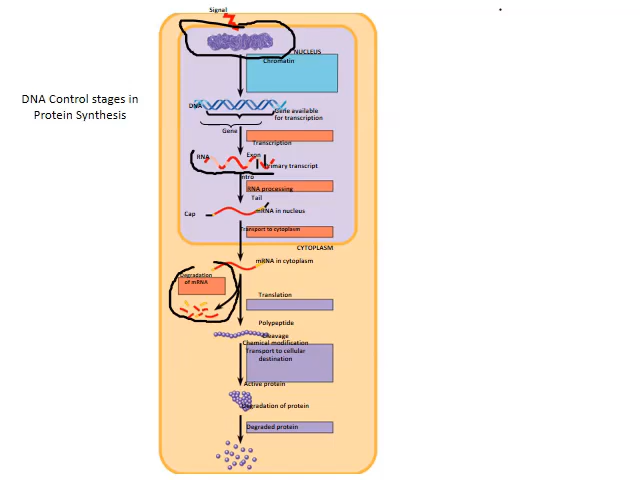 Signal
NUCLEUS
Chromatin
DNA Control stages in
Protein Synthesis
DNA
Gene available
for transcription
Gene
Transcription
RNA
Exon
Primary transcript
Intro
RNA processing
Tail
Cap
mRNA in nucleus
Transport to cytoplasm
CYTOPLASM
mRNA in cytoplasm
Degradation
of mRNA
Translation
Polypeptide
Cleavage
Chemical modification
Transport to cellular
destination
Active protein
Degradation of protein
Degraded protein